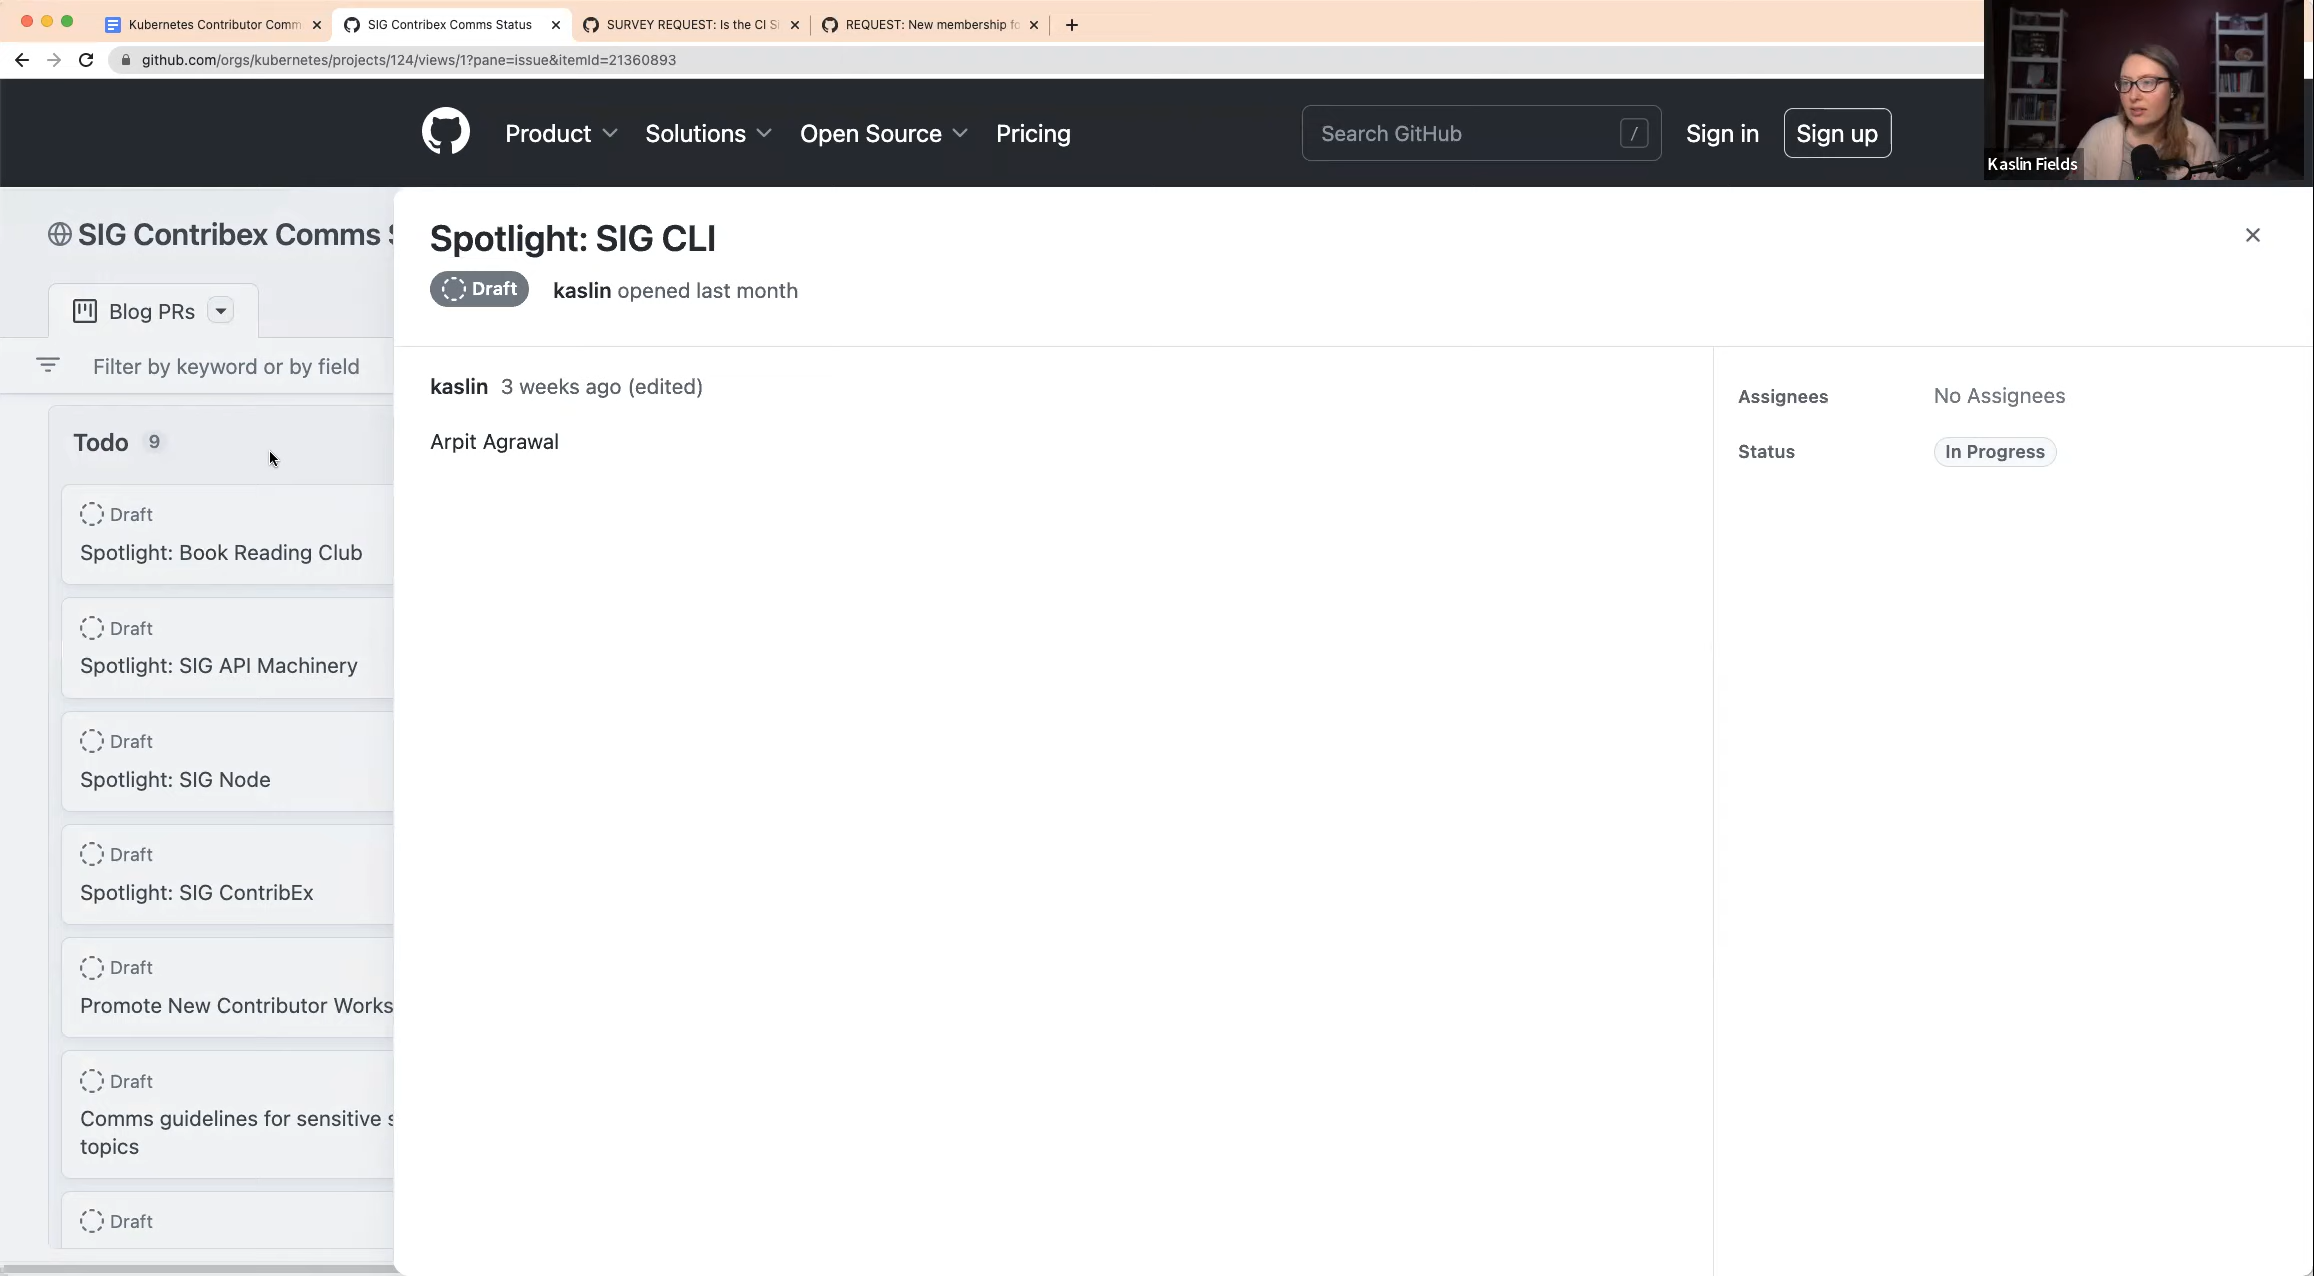 Kubernetes Contributor Comm
SIG Contribex Comms Status
SURVEY REQUEST: Is the CI S
REQUEST: New membership fo
github.com/orgs/kubernetes/projects/124/views/1?pane=issue&itemId=21360893
Product
Solutions
Open Source
Pricing
Search GitHub
/
Sign in
Sign up
Kaslin Fields
SIG Contribex Comms S
Blog PRs
Filter by keyword or by field
Todo 9
Draft
Spotlight: Book Reading Club
Draft
Spotlight: SIG API Machinery
Draft
Spotlight: SIG Node
Draft
Spotlight: SIG ContribEx
Draft
Promote New Contributor Works
Draft
Comms guidelines for sensitive s
topics
Draft
Spotlight: SIG CLI
Draft
kaslin opened last month
kaslin 3 weeks ago (edited)
Arpit Agrawal
Assignees
No Assignees
Status
In Progress